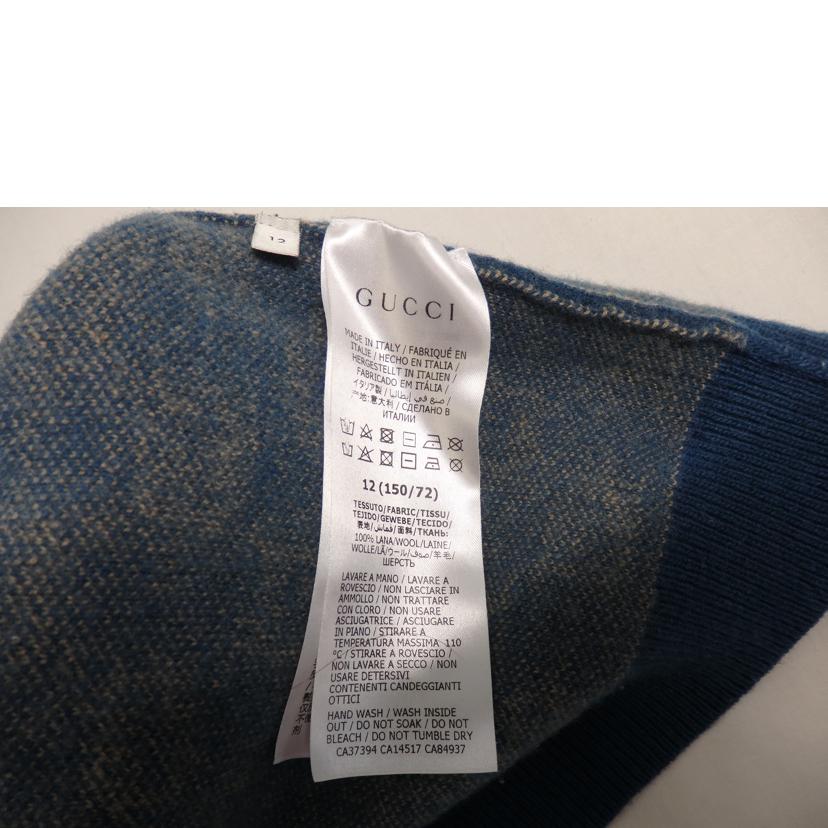 12
GUCCI
MADE IN ITALY / FABRIQUÉ EN
ITALIE / HECHO EN ITALIA /
HERGESTELLT IN ITALIEN /
FABRICADO EM ITÁLIA /
イタリア製 / صنع في إيطاليا /
产地:意大利 / СДЕЛАНО В
ИТАЛИИ
12 (150/72)
TESSUTO/FABRIC/TISSU/
TEJIDO/GEWEBE/TECIDO/
表地/قماش/面料/ТКАНЬ:
100% LANA/WOOL/LAINE/
WOLLE/LÃ/ウール/صوف/羊毛/
ШЕРСТЬ
LAVARE A MANO / LAVARE A
ROVESCIO / NON LASCIARE IN
AMMOLLO / NON TRATTARE
CON CLORO / NON USARE
ASCIUGATRICE / ASCIUGARE
IN PIANO / STIRARE A
TEMPERATURA MASSIMA 110
°C / STIRARE A ROVESCIO /
NON LAVARE A SECCO / NON
USARE DETERSIVI
CONTENENTI CANDEGGIANTI
OTTICI
HAND WASH / WASH INSIDE
OUT / DO NOT SOAK / DO NOT
BLEACH / DO NOT TUMBLE DRY
CA37394 CA14517 CA84937